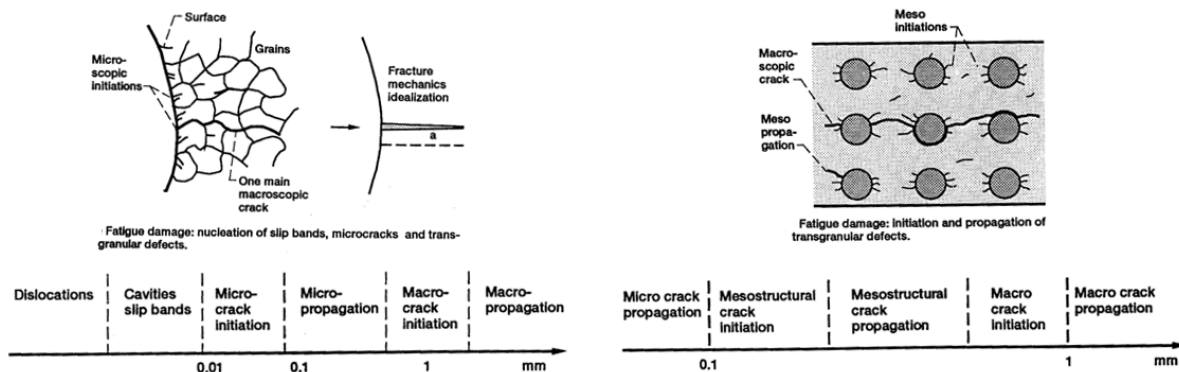 Surface
Grains
Micro-
scopic
initiations
Fracture
mechanics
idealization
a
One main
macroscopic
crack
Fatigue damage: nucleation of slip bands, microcracks and trans-
granular defects.
Dislocations
Cavities
slip bands
Micro-
crack
initiation
Micro-
propagation
Macro-
crack
initiation
Macro-
propagation
0.01
0.1
1
mm
Meso
initiations
Macro-
scopic
crack
Meso
propa-
gation
Fatigue damage: initiation and propagation of
transgranular defects.
Micro crack
propagation
Mesostructural
crack
initiation
Mesostructural
crack
propagation
Macro
crack
initiation
Macro crack
propagation
0.1
1
mm